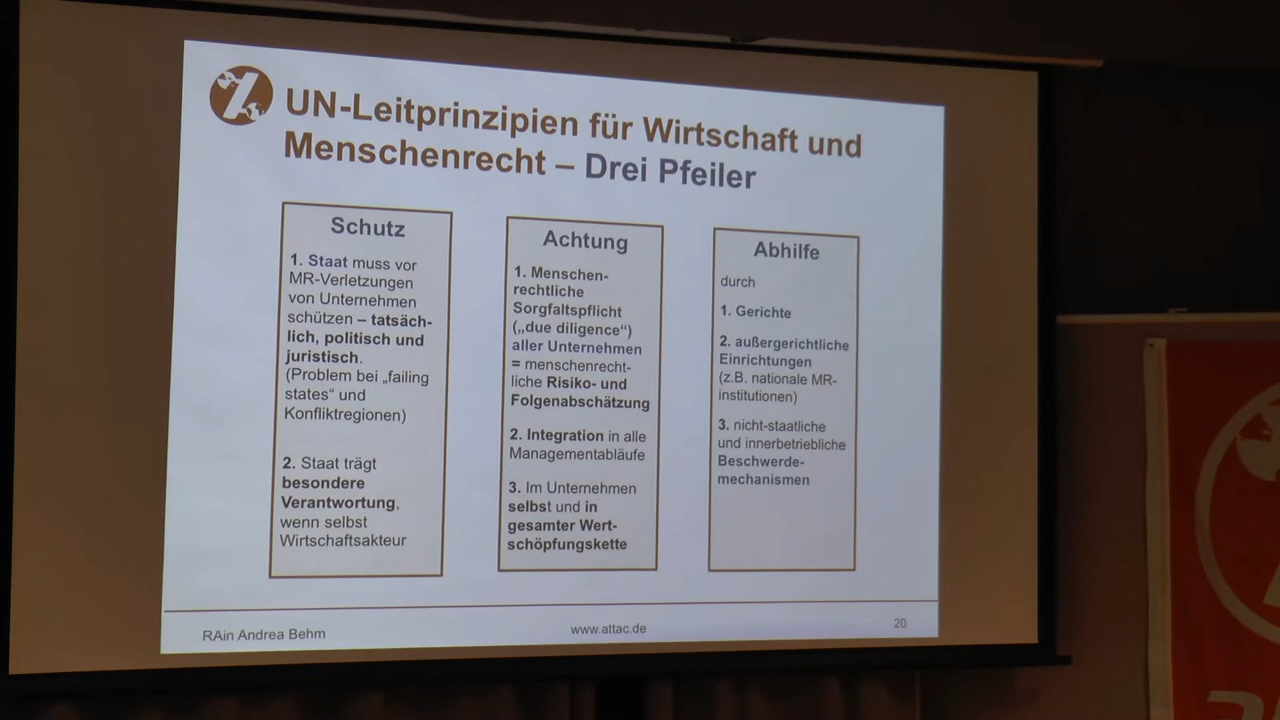 UN-Leitprinzipien für Wirtschaft und
Menschenrecht – Drei Pfeiler
Schutz
1. Staat muss vor
MR-Verletzungen
von Unternehmen
schützen – tatsäch-
lich, politisch und
juristisch.
(Problem bei „failing
states“ und
Konfliktregionen)
2. Staat trägt
besondere
Verantwortung,
wenn selbst
Wirtschaftsakteur
Achtung
1. Menschen-
rechtliche
Sorgfaltspflicht
(„due diligence“)
aller Unternehmen
= menschenrecht-
liche Risiko- und
Folgenabschätzung
2. Integration in alle
Managementabläufe
3. Im Unternehmen
selbst und in
gesamter Wert-
schöpfungskette
Abhilfe
durch
1. Gerichte
2. außergerichtliche
Einrichtungen
(z.B. nationale MR-
institutionen)
3. nicht-staatliche
und innerbetriebliche
Beschwerde-
mechanismen
RAin Andrea Behm
www.attac.de
20